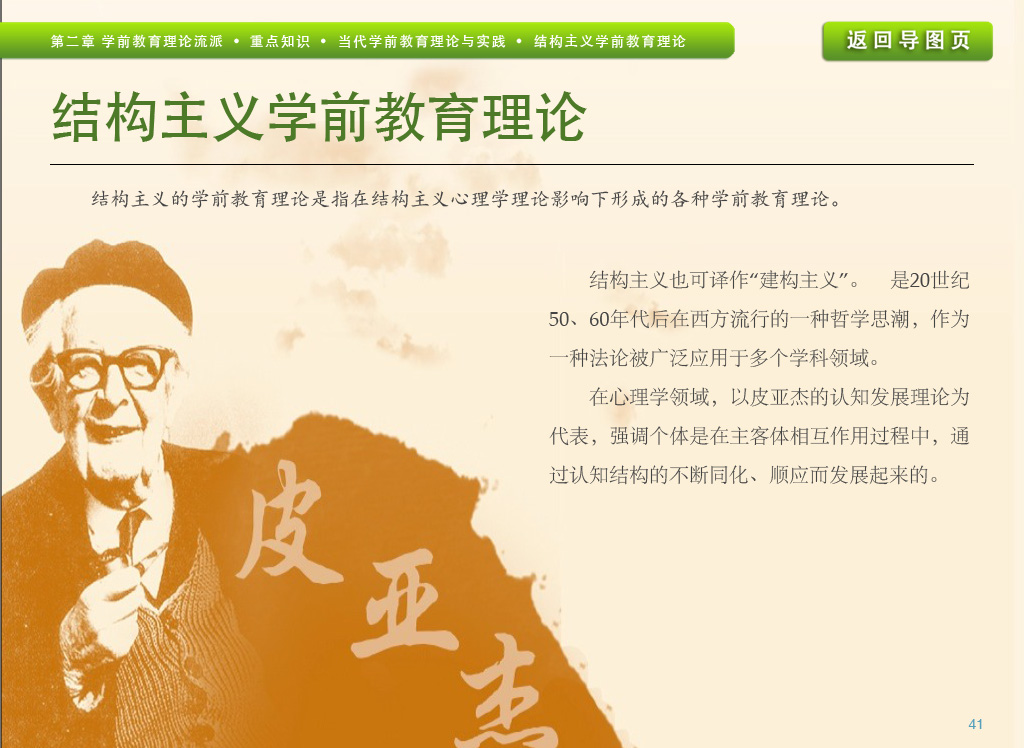 第二章 学前教育理论流派 • 重点知识 • 当代学前教育理论与实践 • 结构主义学前教育理论
返回导图页
结构主义学前教育理论
结构主义的学前教育理论是指在结构主义心理学理论影响下形成的各种学前教育理论。
结构主义也可译作“建构主义”。 是20世纪
50、60年代后在西方流行的一种哲学思潮，作为
一种法论被广泛应用于多个学科领域。
在心理学领域，以皮亚杰的认知发展理论为
代表，强调个体是在主客体相互作用过程中，通
过认知结构的不断同化、顺应而发展起来的。
皮
亚
杰
41